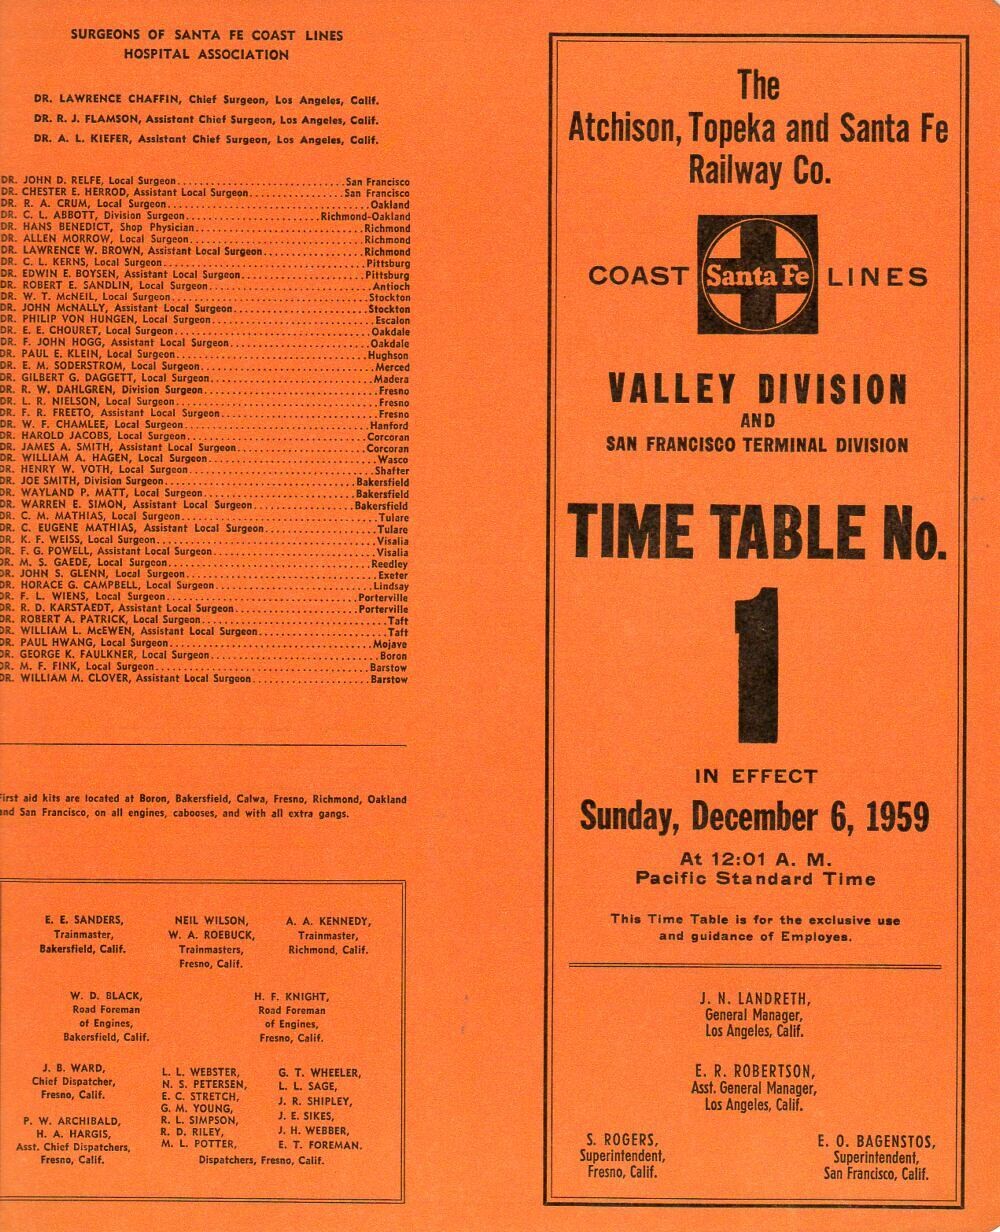 SURGEONS OF SANTA FE COAST LINES
HOSPITAL ASSOCIATION
DR. LAWRENCE CHAFFIN, Chief Surgeon, Los Angeles, Calif.
DR. R. J. FLAMSON, Assistant Chief Surgeon, Los Angeles, Calif.
DR. A. L. KIEFER, Assistant Chief Surgeon, Los Angeles, Calif.
DR. JOHN D. RELFE, Local Surgeon San Francisco
DR. CHESTER E. HERROD, Assistant Local Surgeon San Francisco
DR. R. A. CRUM, Local Surgeon Oakland
DR. C. L. ABBOTT, Division Surgeon Richmond-Oakland
DR. HANS BENEDICT, Shop Physician Richmond
DR. ALLEN MORROW, Local Surgeon Richmond
DR. LAWRENCE W. BROWN, Assistant Local Surgeon Richmond
DR. C. L. KERNS, Local Surgeon Pittsburg
DR. EDWIN E. BOYSEN, Assistant Local Surgeon Pittsburg
DR. ROBERT E. SANDLIN, Local Surgeon Antioch
DR. W. T. McNEIL, Local Surgeon Stockton
DR. JOHN McNALLY, Assistant Local Surgeon Stockton
DR. PHILIP VON HUNGEN, Local Surgeon Escalon
DR. E. E. CHOURET, Local Surgeon Oakdale
DR. F. JOHN HOGG, Assistant Local Surgeon Oakdale
DR. PAUL E. KLEIN, Local Surgeon Hughson
DR. E. M. SODERSTROM, Local Surgeon Merced
DR. GILBERT G. DAGGETT, Local Surgeon Madera
DR. R. W. DAHLGREN, Division Surgeon Fresno
DR. L. R. NIELSON, Local Surgeon Fresno
DR. F. R. FREETO, Assistant Local Surgeon Fresno
DR. W. F. CHAMLEE, Local Surgeon Hanford
DR. HAROLD JACOBS, Local Surgeon Corcoran
DR. JAMES A. SMITH, Assistant Local Surgeon Corcoran
DR. WILLIAM A. HAGEN, Local Surgeon Wasco
DR. HENRY W. VOTH, Local Surgeon Shafter
DR. JOE SMITH, Division Surgeon Bakersfield
DR. WAYLAND P. MATT, Local Surgeon Bakersfield
DR. WARREN E. SIMON, Assistant Local Surgeon Bakersfield
DR. C. M. MATHIAS, Local Surgeon Tulare
DR. C. EUGENE MATHIAS, Assistant Local Surgeon Tulare
DR. K. F. WEISS, Local Surgeon Visalia
DR. F. G. POWELL, Assistant Local Surgeon Visalia
DR. M. S. GAEDE, Local Surgeon Reedley
DR. JOHN S. GLENN, Local Surgeon Exeter
DR. HORACE G. CAMPBELL, Local Surgeon Lindsay
DR. F. L. WIENS, Local Surgeon Porterville
DR. R. D. KARSTAEDT, Assistant Local Surgeon Porterville
DR. ROBERT A. PATRICK, Local Surgeon Taft
DR. WILLIAM L. McEWEN, Assistant Local Surgeon Taft
DR. PAUL HWANG, Local Surgeon Mojave
DR. GEORGE K. FAULKNER, Local Surgeon Boron
DR. M. F. FINK, Local Surgeon Barstow
DR. WILLIAM M. CLOVER, Assistant Local Surgeon Barstow
First aid kits are located at Boron, Bakersfield, Calwa, Fresno, Richmond, Oakland
and San Francisco, on all engines, cabooses, and with all extra gangs.
E. E. SANDERS,
Trainmaster,
Bakersfield, Calif.
NEIL WILSON,
W. A. ROEBUCK,
Trainmasters,
Fresno, Calif.
A. A. KENNEDY,
Trainmaster,
Richmond, Calif.
W. D. BLACK,
Road Foreman
of Engines,
Bakersfield, Calif.
H. F. KNIGHT,
Road Foreman
of Engines,
Fresno, Calif.
J. B. WARD,
Chief Dispatcher,
Fresno, Calif.
P. W. ARCHIBALD,
H. A. HARGIS,
Asst. Chief Dispatchers,
Fresno, Calif.
L. L. WEBSTER,
N. S. PETERSEN,
E. C. STRETCH,
G. M. YOUNG,
R. L. SIMPSON,
R. D. RILEY,
M. L. POTTER,
G. T. WHEELER,
L. L. SAGE,
J. R. SHIPLEY,
J. E. SIKES,
J. H. WEBBER,
E. T. FOREMAN.
Dispatchers, Fresno, Calif.
The
Atchison, Topeka and Santa Fe
Railway Co.
COAST Santa Fe LINES
VALLEY DIVISION
AND
SAN FRANCISCO TERMINAL DIVISION
TIME TABLE No.
1
IN EFFECT
Sunday, December 6, 1959
At 12:01 A. M.
Pacific Standard Time
This Time Table is for the exclusive use
and guidance of Employes.
J. N. LANDRETH,
General Manager,
Los Angeles, Calif.
E. R. ROBERTSON,
Asst. General Manager,
Los Angeles, Calif.
S. ROGERS,
Superintendent,
Fresno, Calif.
E. O. BAGENSTOS,
Superintendent,
San Francisco, Calif.